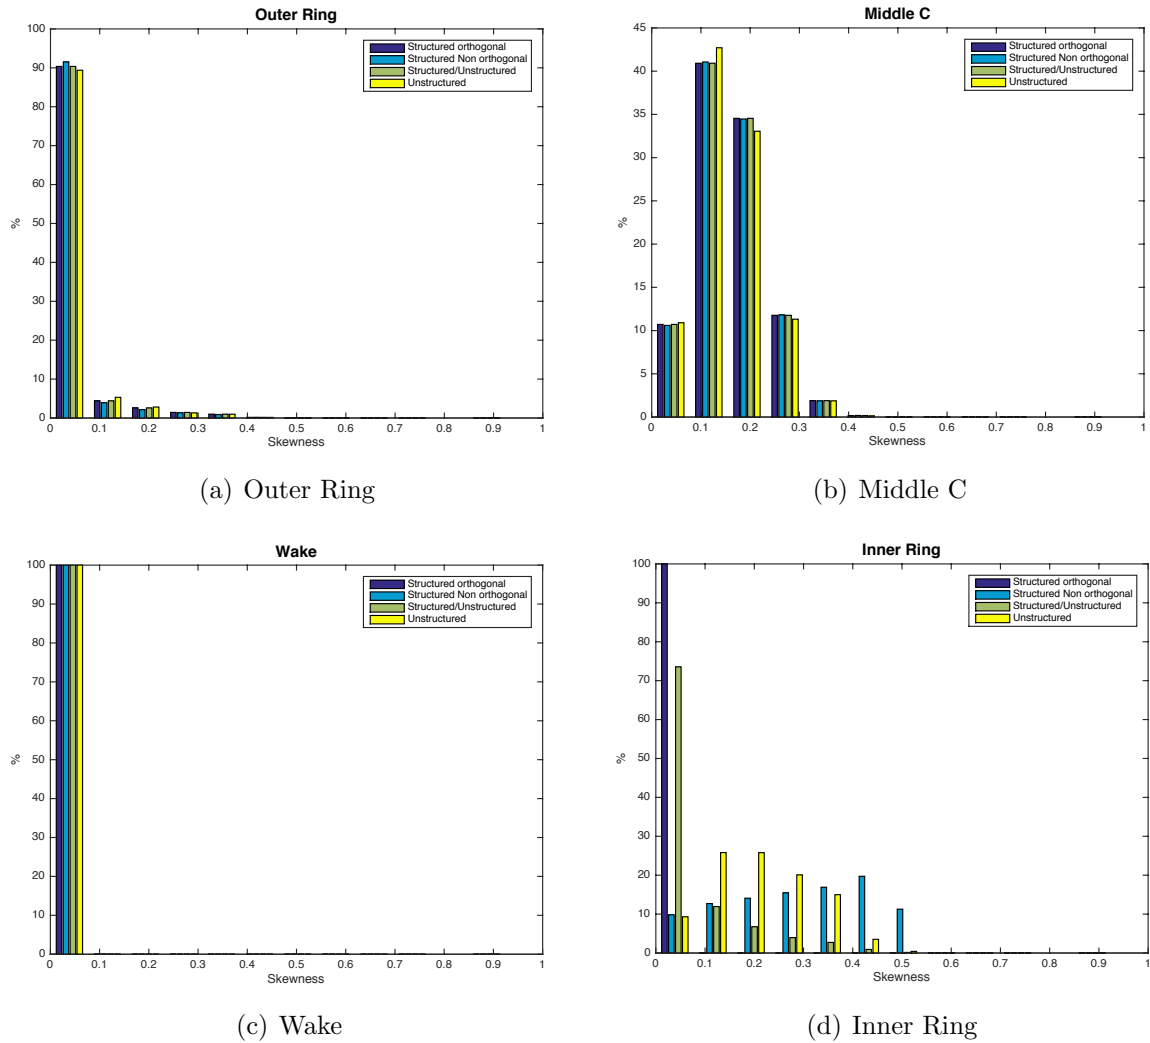 Outer Ring
100
90
80
70
60
50
40
30
20
10
0
%
0 0.1 0.2 0.3 0.4 0.5 0.6 0.7 0.8 0.9 1
Skewness
Structured orthogonal
Structured Non orthogonal
Structured/Unstructured
Unstructured
(a) Outer Ring
Middle C
45
40
35
30
25
20
15
10
5
0
%
0 0.1 0.2 0.3 0.4 0.5 0.6 0.7 0.8 0.9 1
Skewness
Structured orthogonal
Structured Non orthogonal
Structured/Unstructured
Unstructured
(b) Middle C
Wake
100
90
80
70
60
50
40
30
20
10
0
%
0 0.1 0.2 0.3 0.4 0.5 0.6 0.7 0.8 0.9 1
Skewness
Structured orthogonal
Structured Non orthogonal
Structured/Unstructured
Unstructured
(c) Wake
Inner Ring
100
90
80
70
60
50
40
30
20
10
0
%
0 0.1 0.2 0.3 0.4 0.5 0.6 0.7 0.8 0.9 1
Skewness
Structured orthogonal
Structured Non orthogonal
Structured/Unstructured
Unstructured
(d) Inner Ring